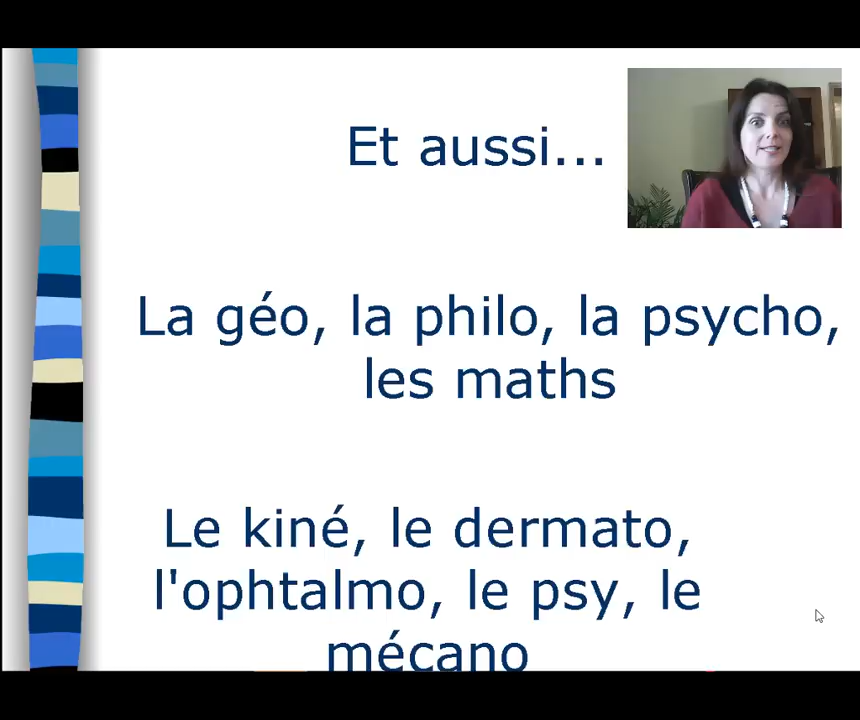 Et aussi...
La géo, la philo, la psycho,
les maths
Le kiné, le dermato,
l'ophtalmo, le psy, le
mécano